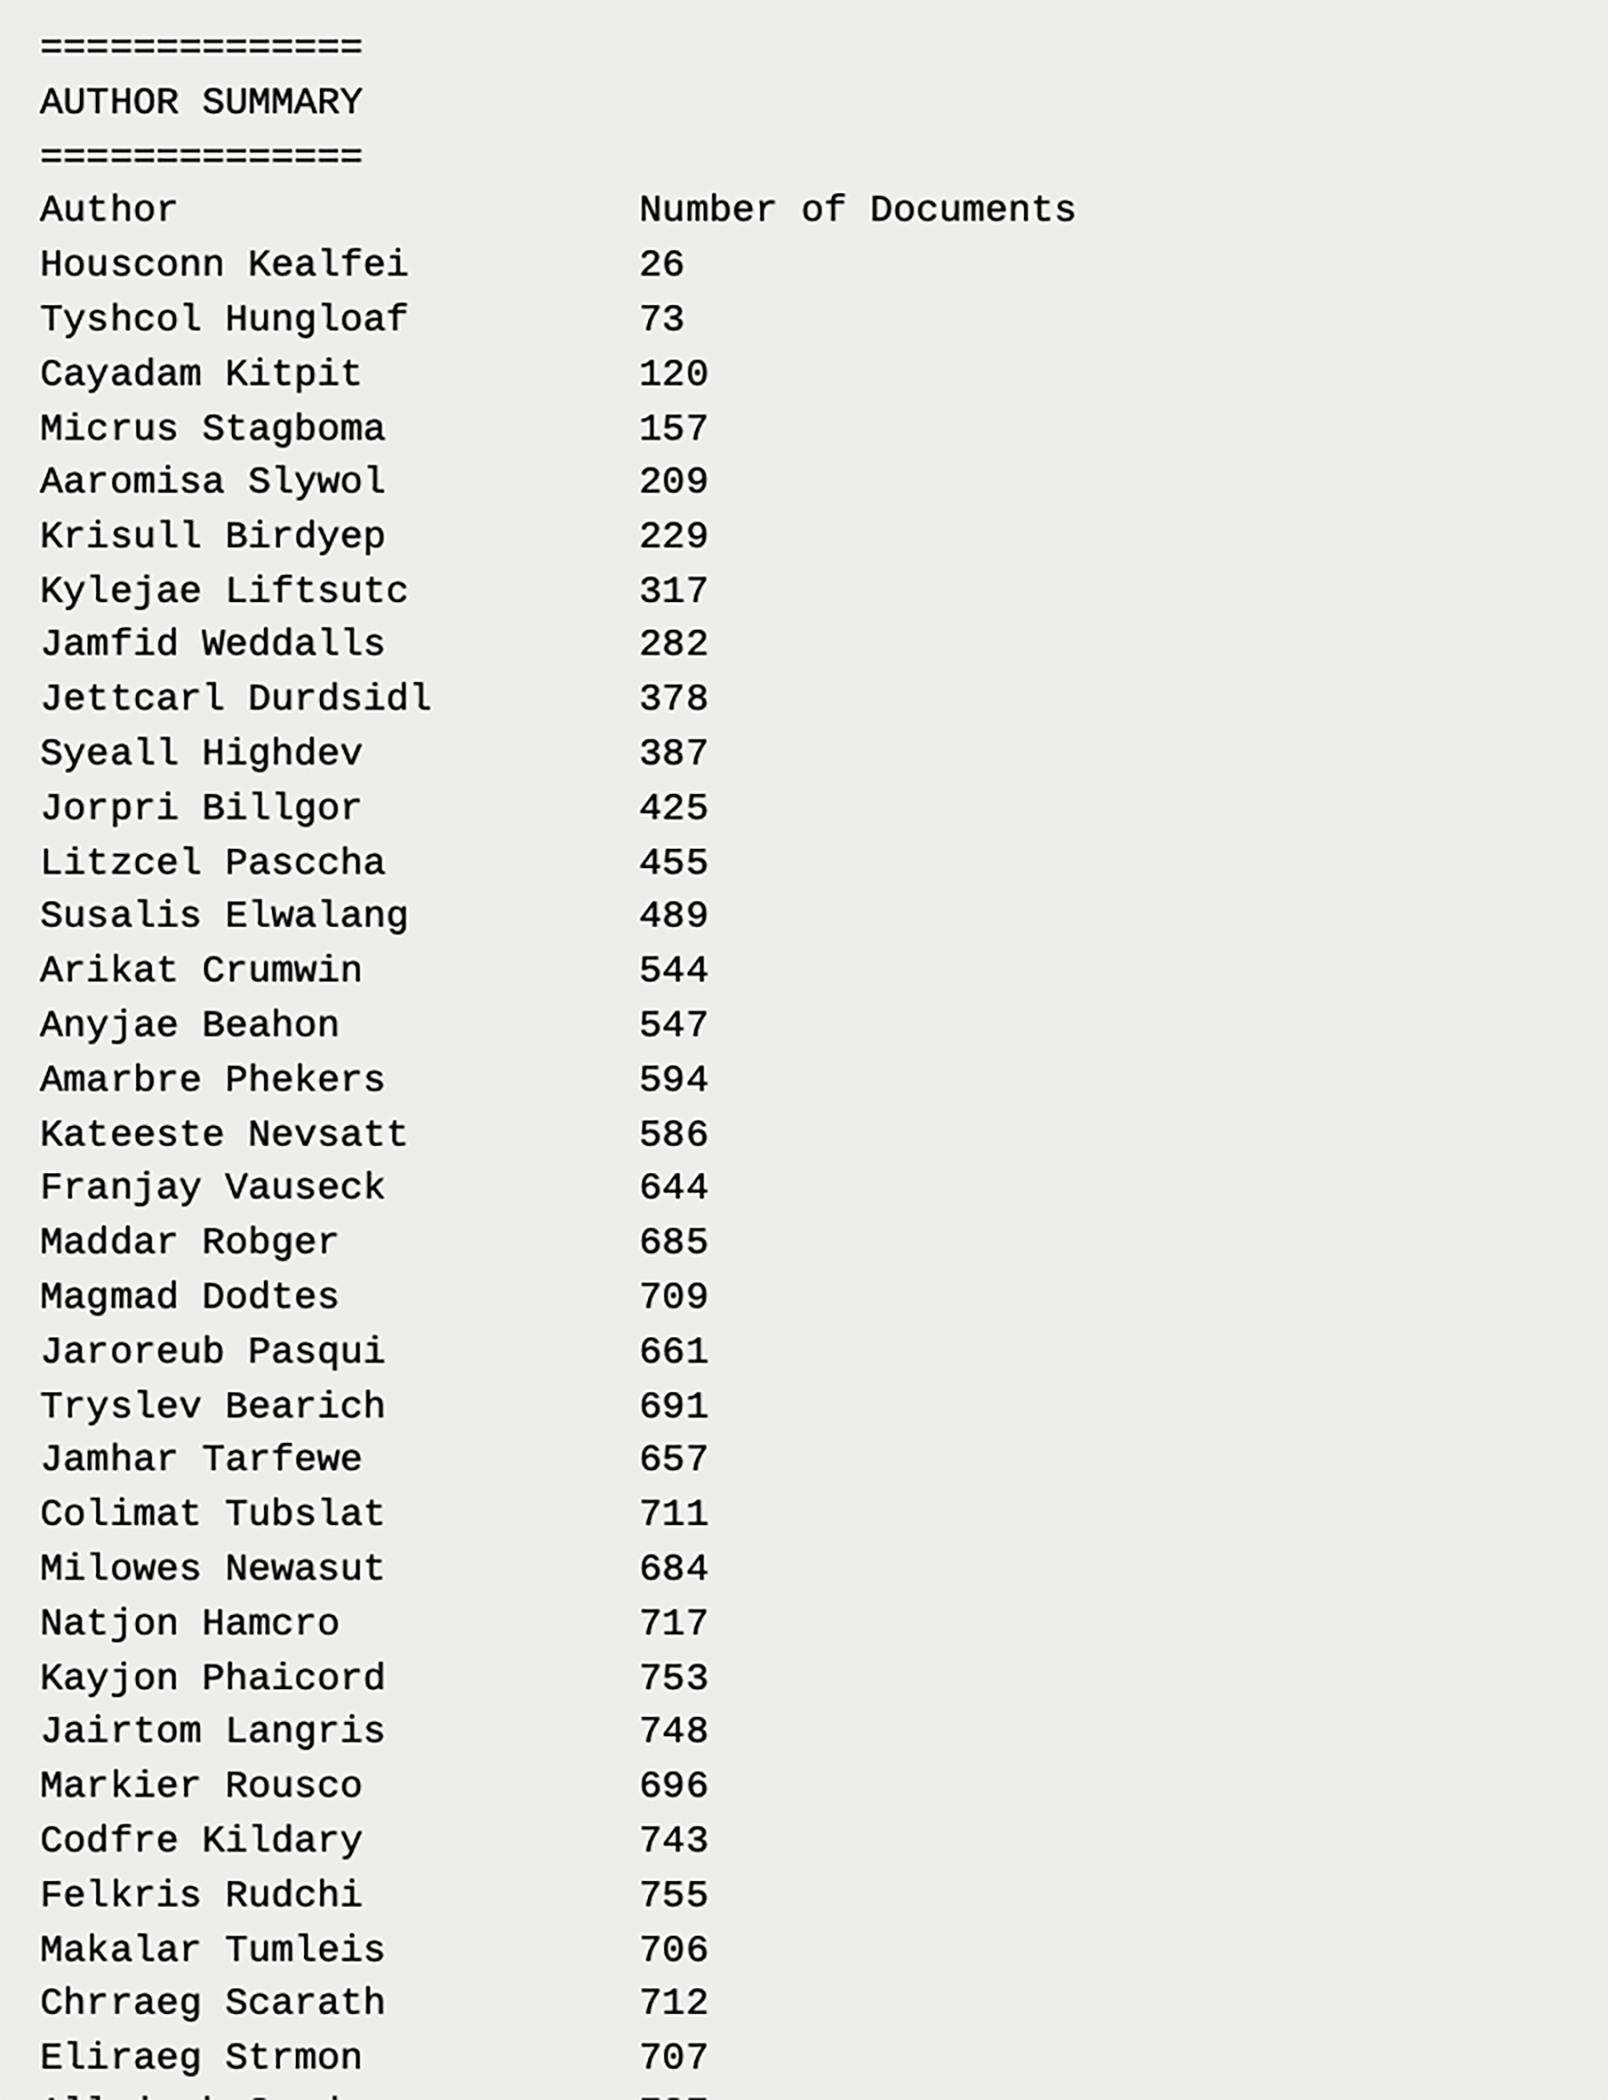 ==============
AUTHOR SUMMARY
==============
Author                    Number of Documents
Housconn Kealfei          26
Tyshcol Hungloaf          73
Cayadam Kitpit            120
Micrus Stagboma           157
Aaromisa Slywol           209
Krisull Birdyep           229
Kylejae Liftsutc          317
Jamfid Weddalls           282
Jettcarl Durdsidl         378
Syeall Highdev            387
Jorpri Billgor            425
Litzcel Pasccha           455
Susalis Elwalang          489
Arikat Crumwin            544
Anyjae Beahon             547
Amarbre Phekers           594
Kateeste Nevsatt          586
Franjay Vauseck           644
Maddar Robger             685
Magmad Dodtes             709
Jaroreub Pasqui           661
Tryslev Bearich           691
Jamhar Tarfewe            657
Colimat Tubslat           711
Milowes Newasut           684
Natjon Hamcro             717
Kayjon Phaicord           753
Jairtom Langris           748
Markier Rousco            696
Codfre Kildary            743
Felkris Rudchi            755
Makalar Tumleis           706
Chrraeg Scarath           712
Eliraeg Strmon            707